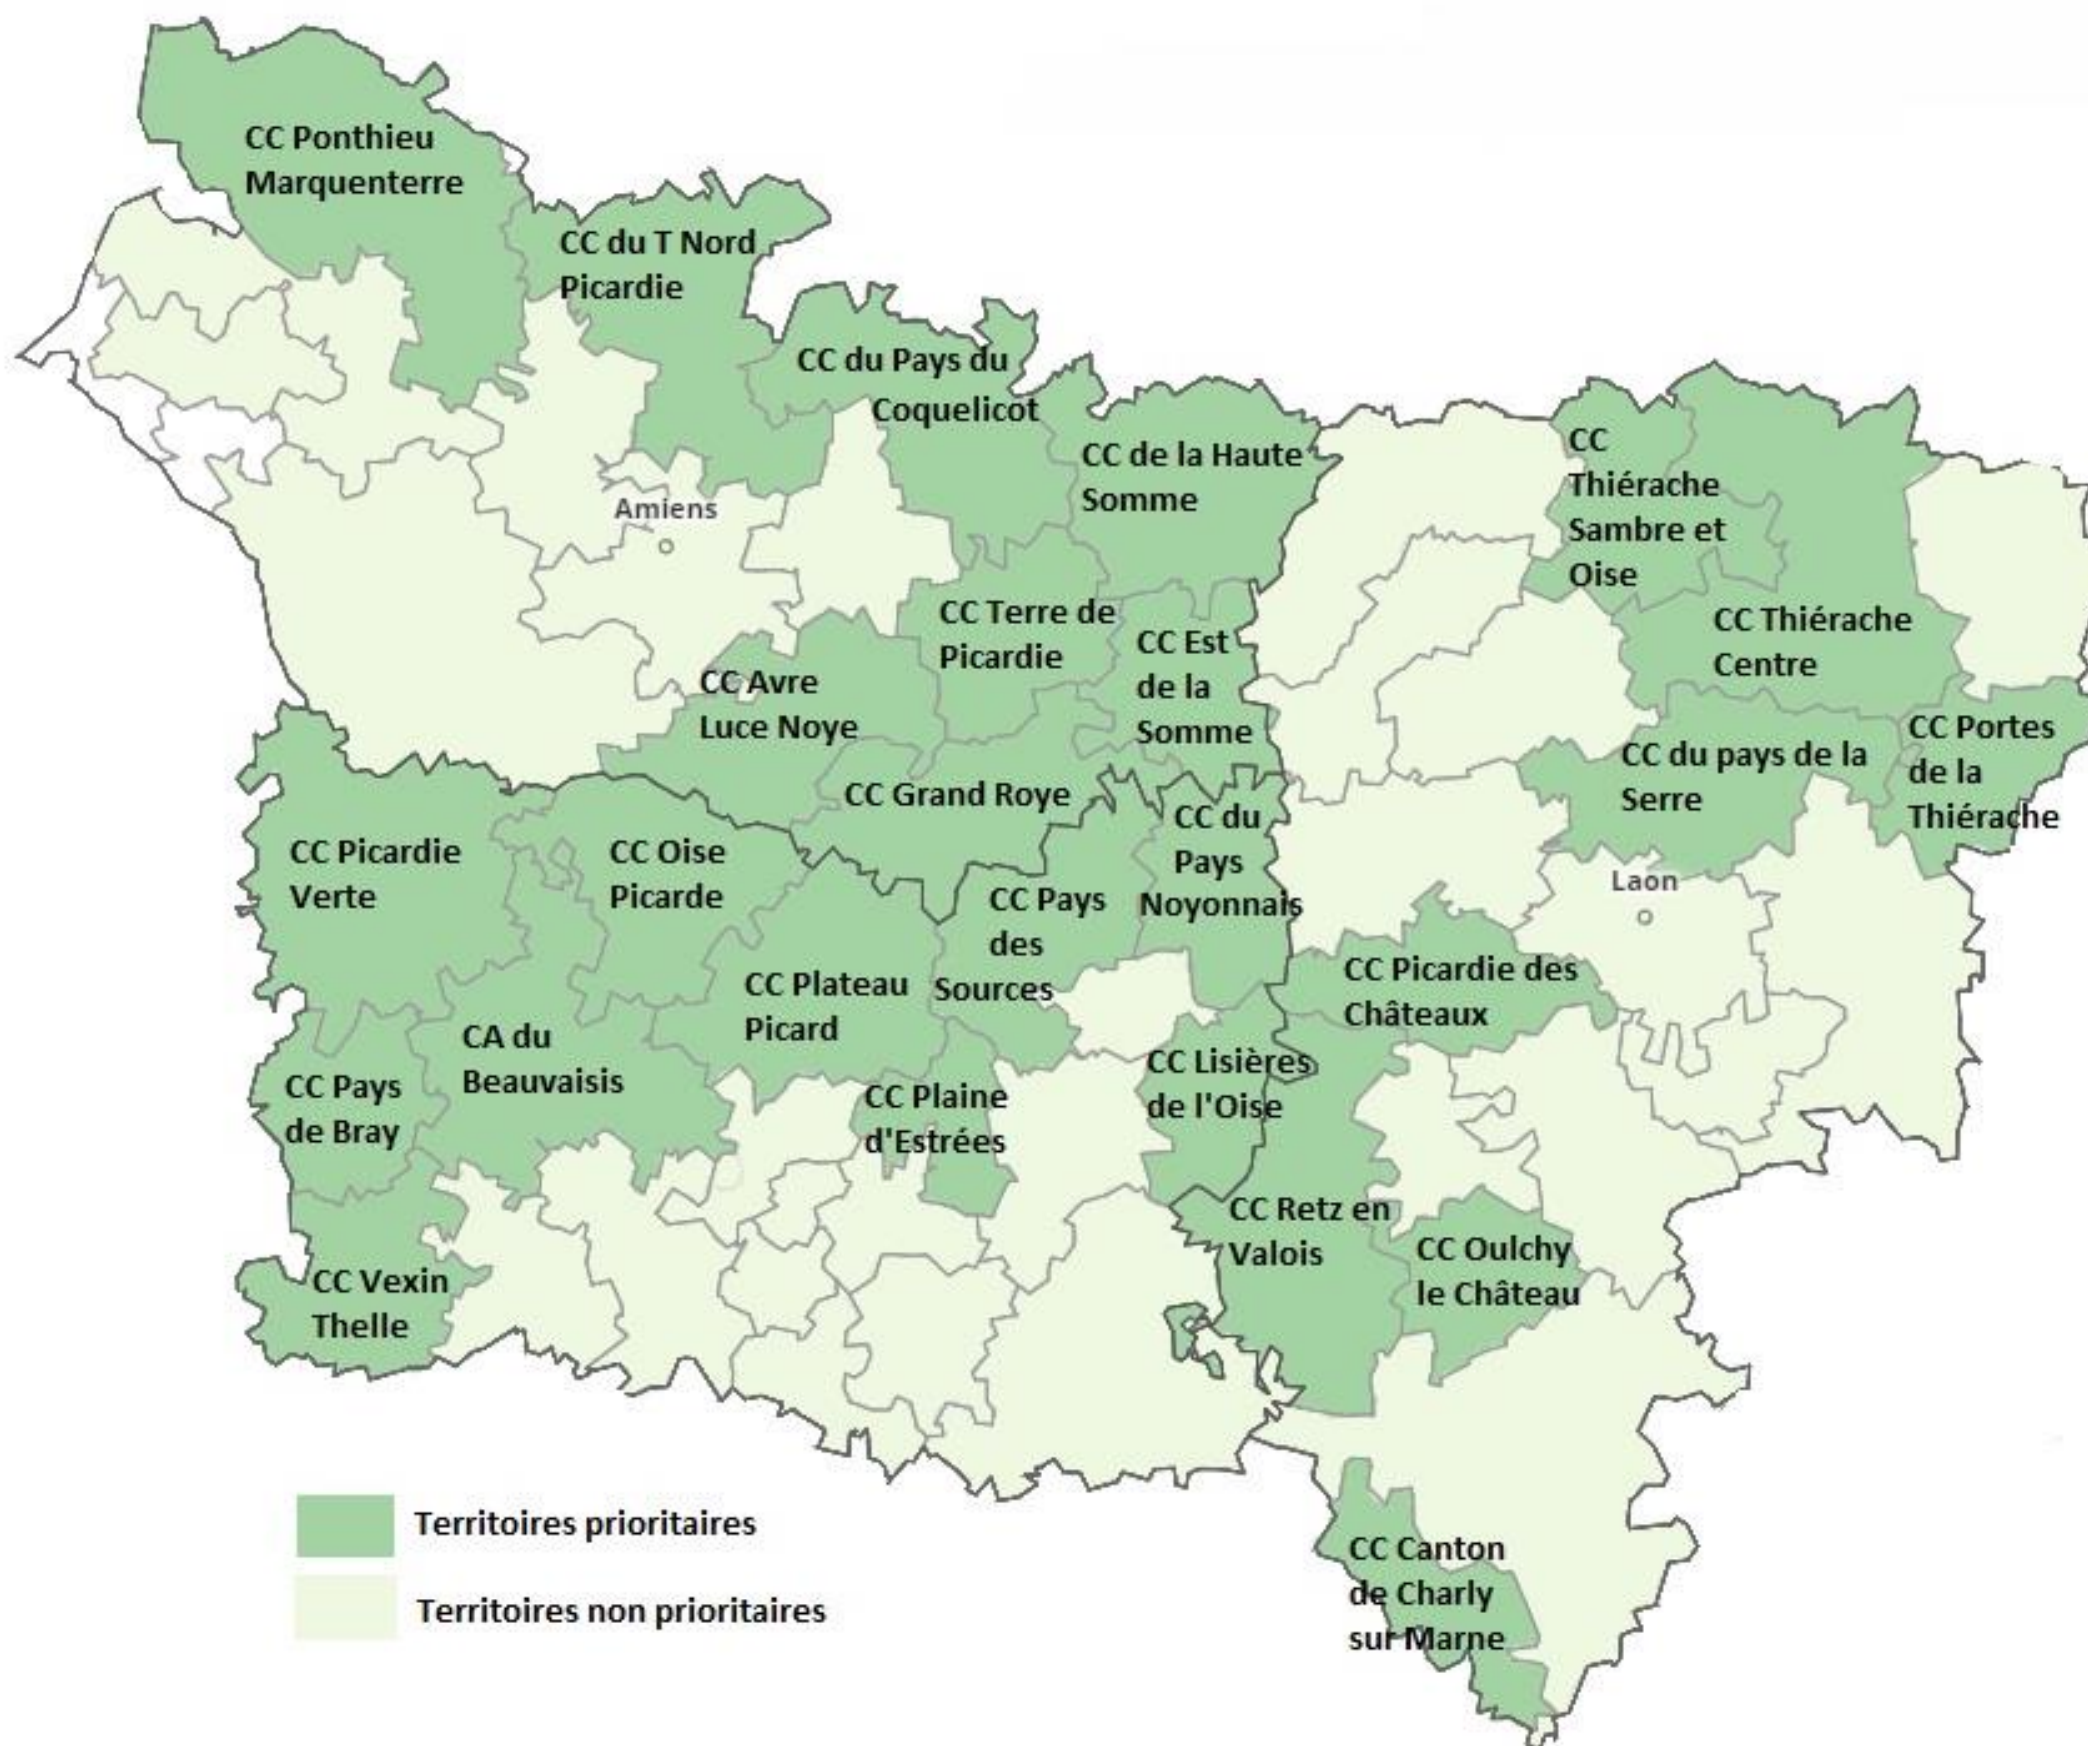 CC Ponthieu
Marquenterre
CC du T Nord
Picardie
CC du Pays du
Coquelicot
CC de la Haute
Somme
CC
Thiérache
Sambre et
Oise
Amiens
CC Terre de
Picardie
CC Est
de la
Somme
CC Thiérache
Centre
CC Avre
Luce Noye
CC Portes
de la
Thiérache
CC du pays de la
Serre
CC Grand Roye
CC du
Pays
Noyonnais
CC Picardie
Verte
CC Oise
Picarde
Laon
CC Pays
des
Sources
CC Plateau
Picard
CC Picardie des
Châteaux
CA du
Beauvaisis
CC Lisières
de l'Oise
CC Pays
de Bray
CC Plaine
d'Estrées
CC Retz en
Valois
CC Oulchy
le Château
CC Vexin
Thelle
Territoires prioritaires
Territoires non prioritaires
CC Canton
de Charly
sur Marne